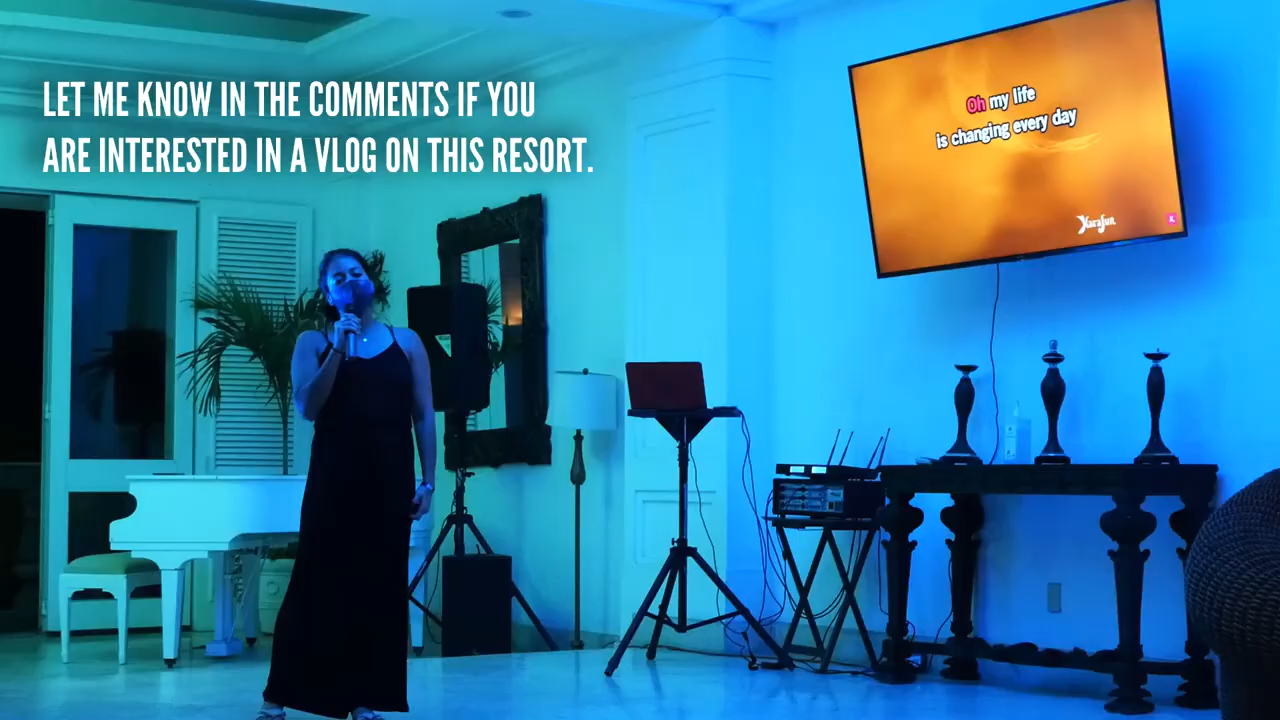 LET ME KNOW IN THE COMMENTS IF YOU
ARE INTERESTED IN A VLOG ON THIS RESORT.
Oh my life
is changing every day
KaraFun